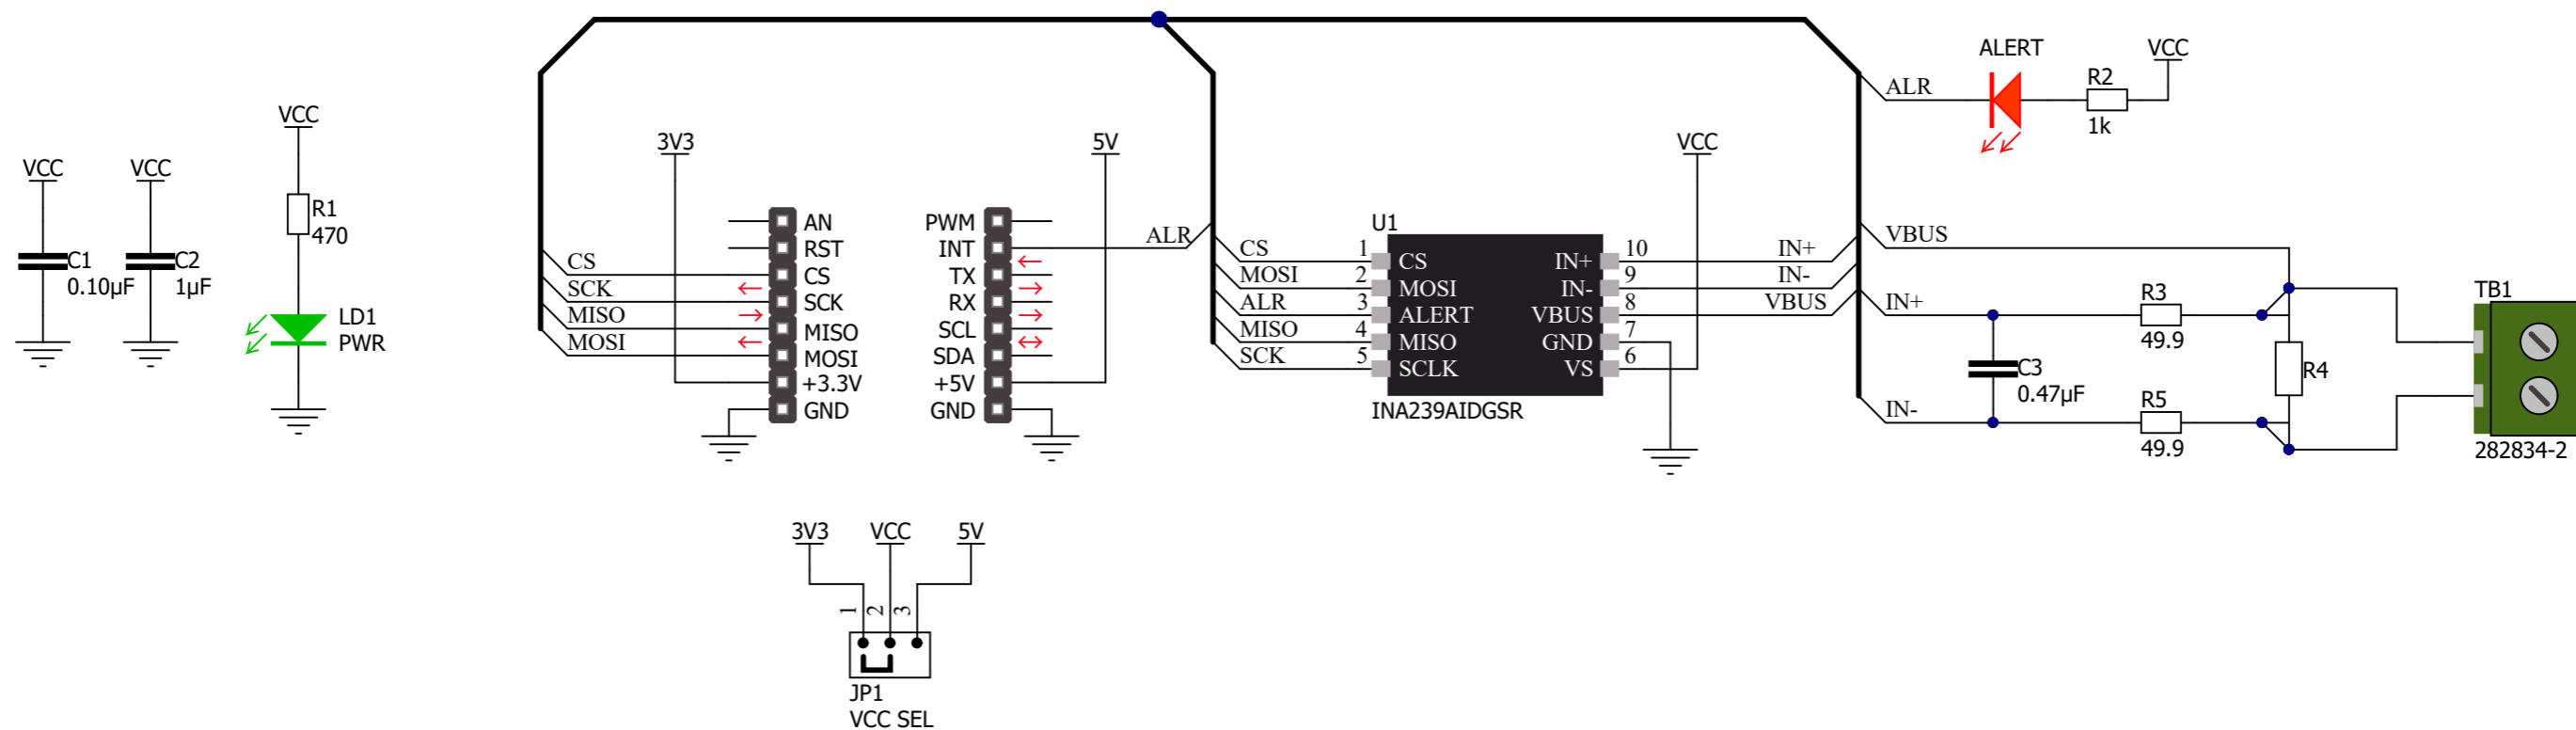 VCC
C1
0.10µF
VCC
C2
1µF
VCC
R1
470
LD1
PWR
CS
SCK
MISO
MOSI
3V3
AN
RST
CS
SCK
MISO
MOSI
+3.3V
GND
PWM
INT
TX
RX
SCL
SDA
+5V
GND
5V
ALR
CS
MOSI
ALR
MISO
SCK
1
2
3
4
5
U1
CS
MOSI
ALERT
MISO
SCLK
IN+
IN-
VBUS
GND
VS
INA239AIDGSR
10
9
8
7
6
VCC
IN+
IN-
VBUS
ALR
ALERT
R2
1k
VCC
VBUS
IN+
IN-
C3
0.47µF
R3
49.9
R5
49.9
R4
TB1
282834-2
3V3
VCC
5V
1
2
3
JP1
VCC SEL